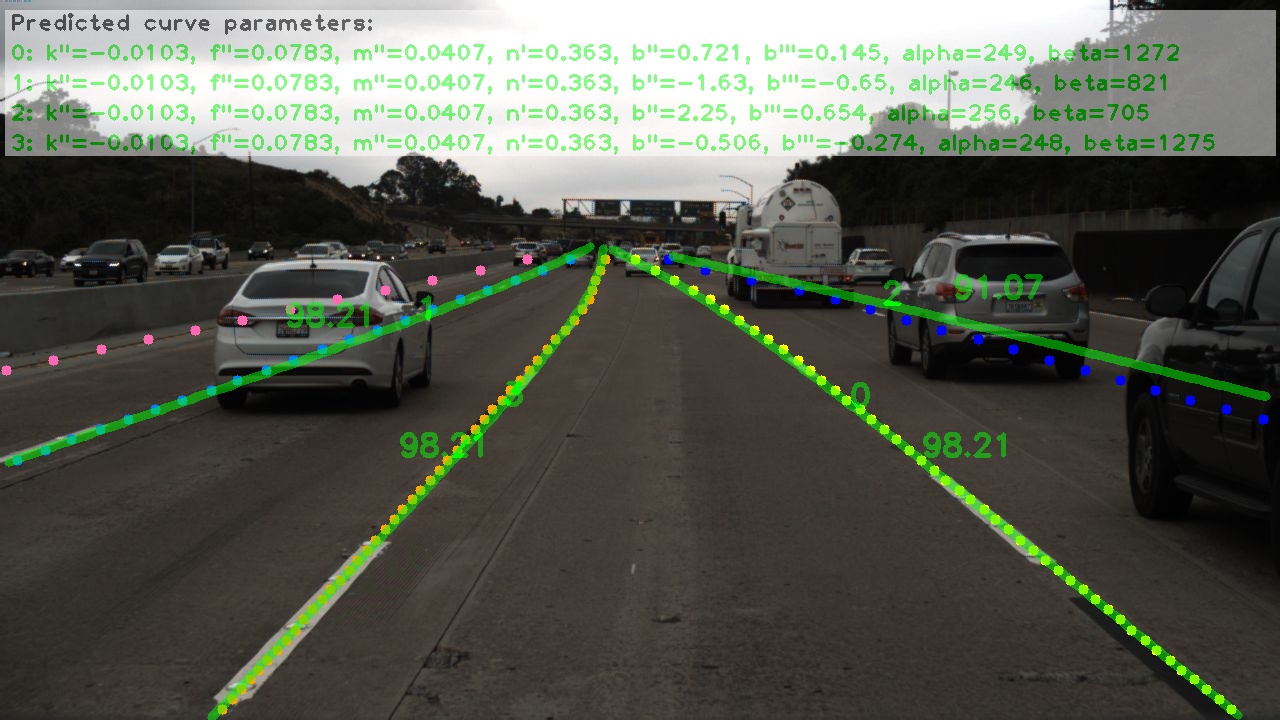 Predicted curve parameters:
0: k''=-0.0103, f''=0.0783, m''=0.0407, n'=0.363, b''=0.721, b'''=0.145, alpha=249, beta=1272
1: k''=-0.0103, f''=0.0783, m''=0.0407, n'=0.363, b''=-1.63, b'''=-0.65, alpha=246, beta=821
2: k''=-0.0103, f''=0.0783, m''=0.0407, n'=0.363, b''=2.25, b'''=0.654, alpha=256, beta=705
3: k''=-0.0103, f''=0.0783, m''=0.0407, n'=0.363, b''=-0.506, b'''=-0.274, alpha=248, beta=1275
2 91.07
98.21 1
3 0
98.21 98.21